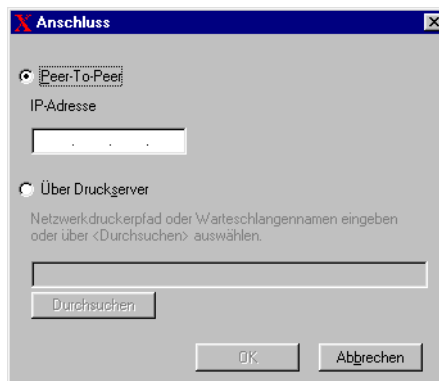 X Anschluss
Peer-To-Peer
IP-Adresse
. . .
Über Druckserver
Netzwerkdruckerpfad oder Warteschlangennamen eingeben
oder über <Durchsuchen> auswählen.
Durchsuchen
OK Abbrechen